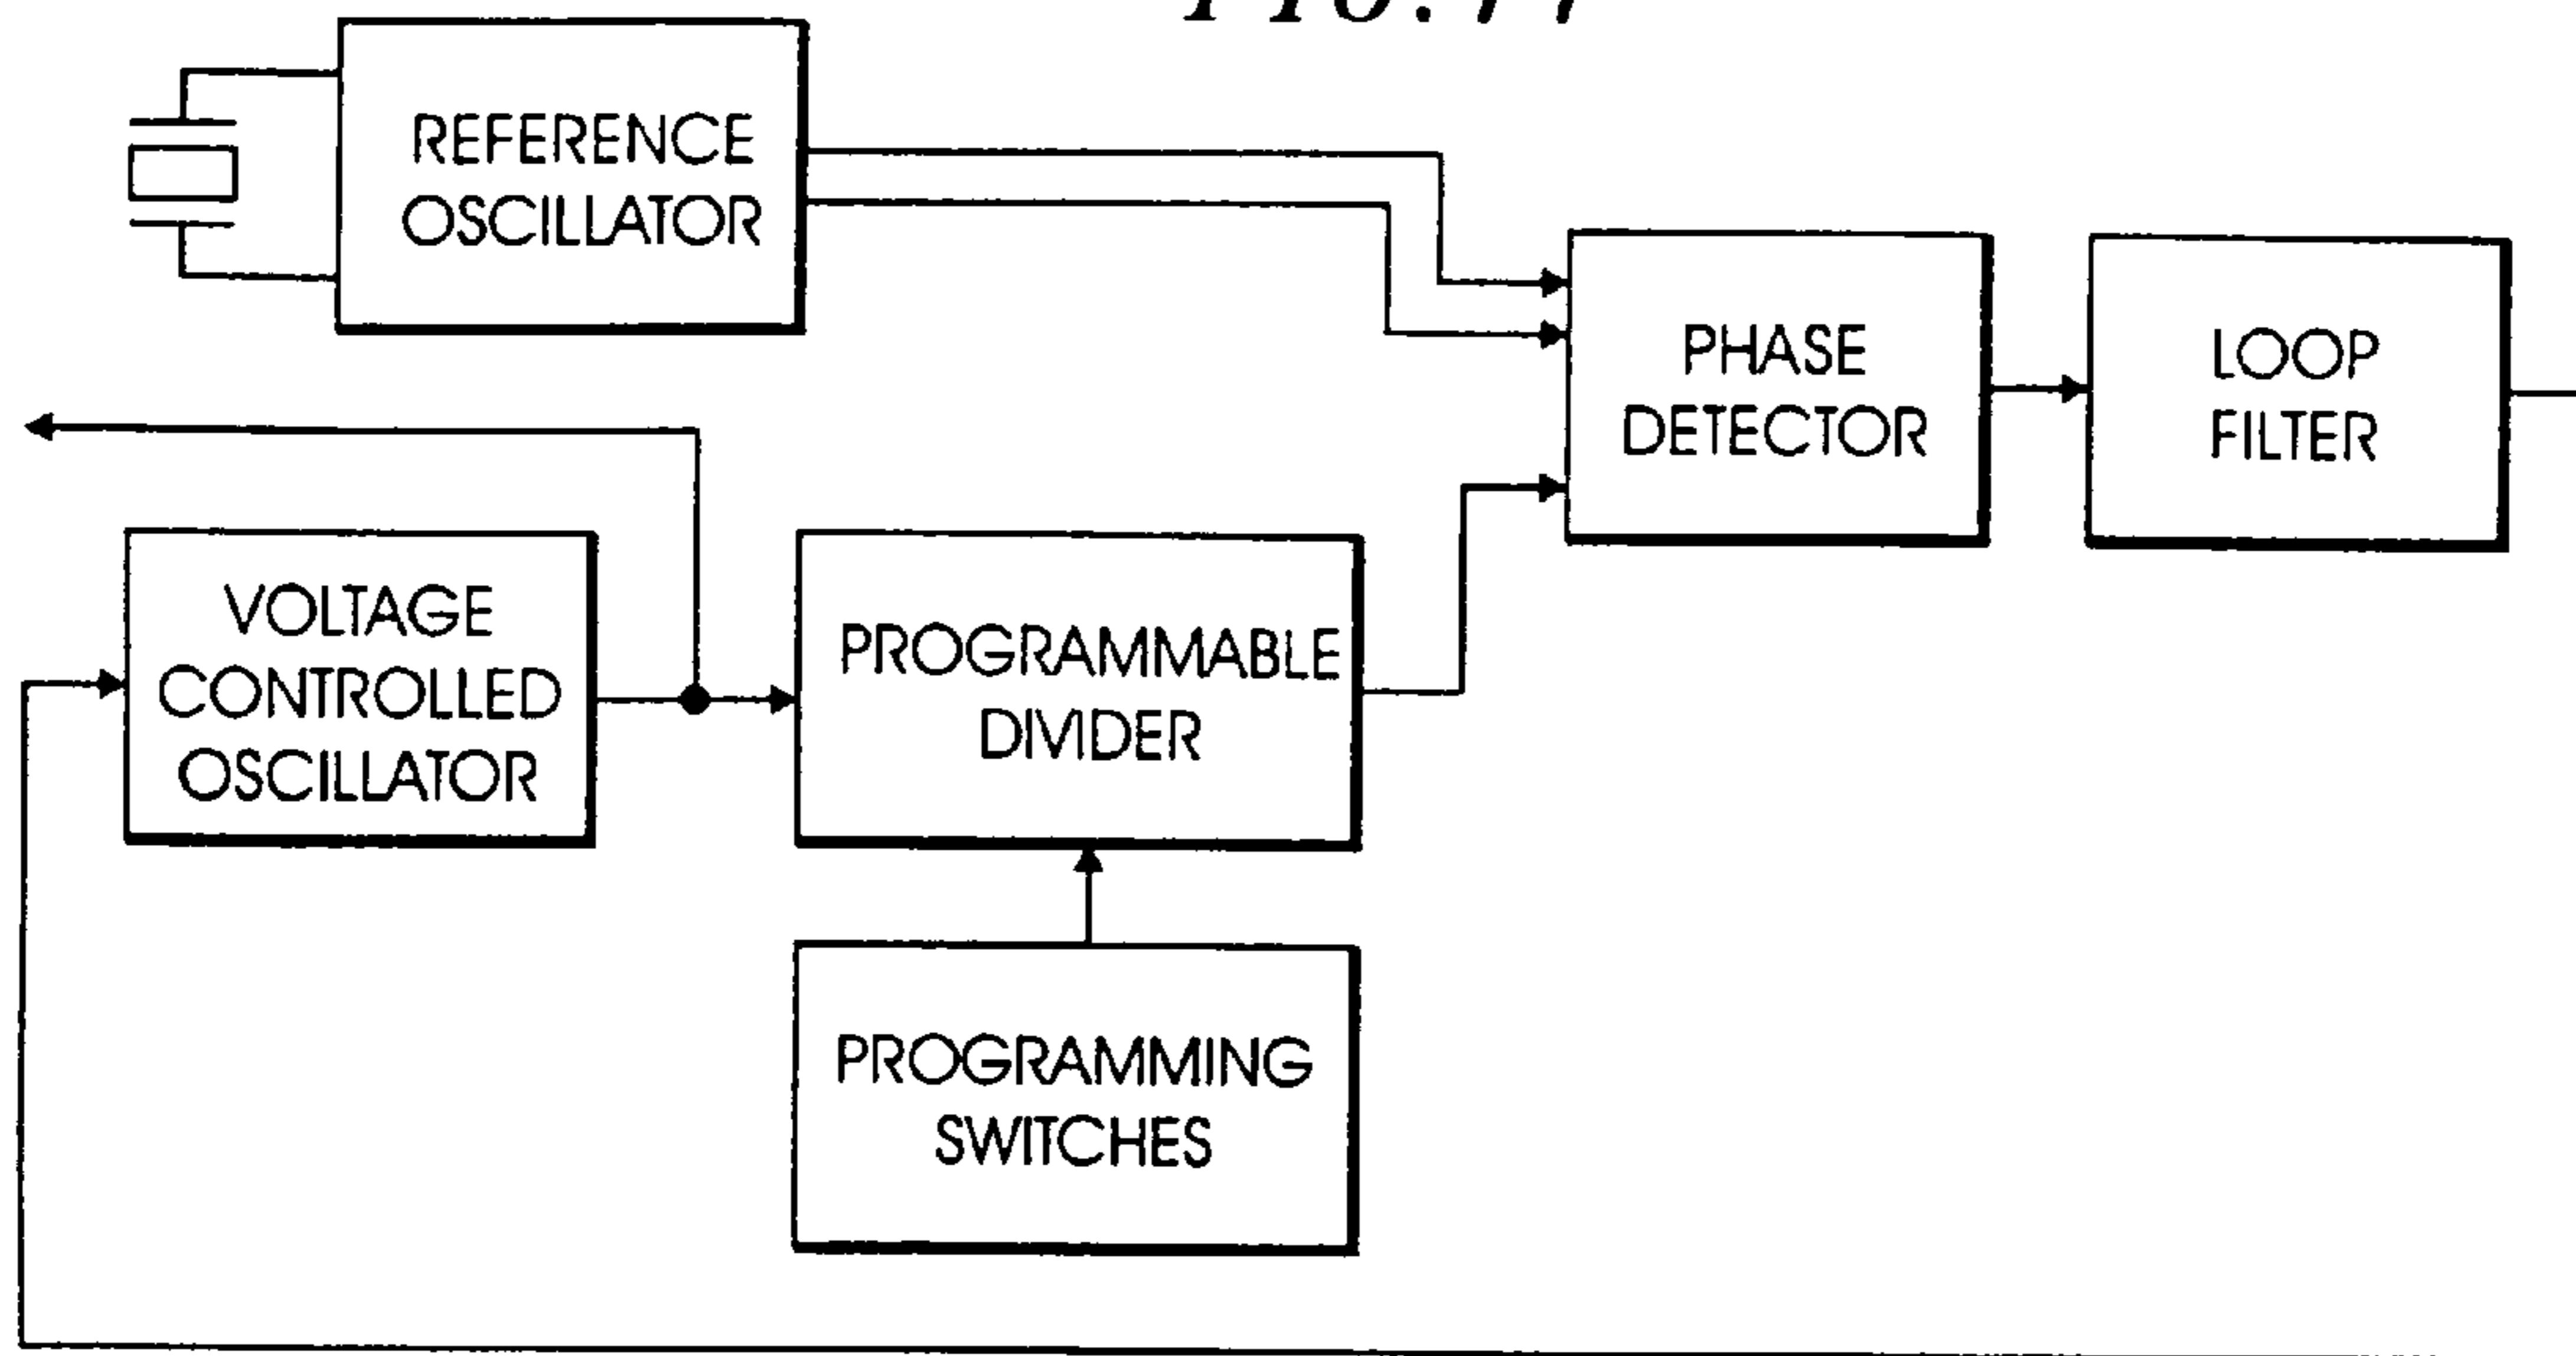 REFERENCE
OSCILLATOR
PHASE
DETECTOR
LOOP
FILTER
VOLTAGE
CONTROLLED
OSCILLATOR
PROGRAMMABLE
DIVIDER
PROGRAMMING
SWITCHES